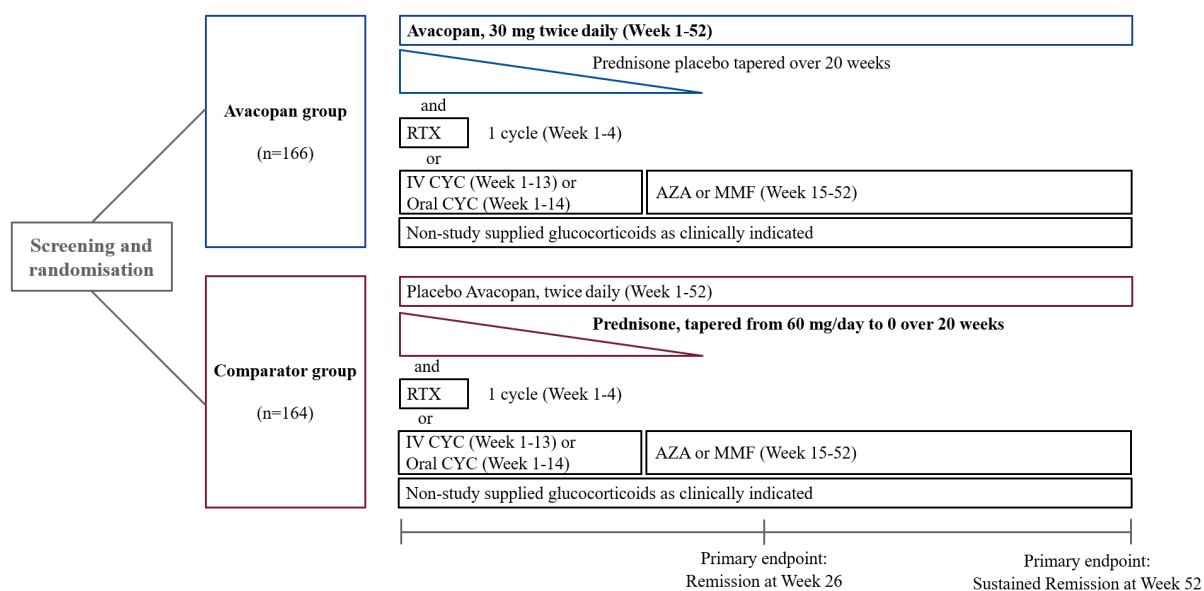 Screening and
randomisation
Avacopan group
(n=166)
Avacopan, 30 mg twice daily (Week 1-52)
Prednisone placebo tapered over 20 weeks
and
RTX
1 cycle (Week 1-4)
or
IV CYC (Week 1-13) or
Oral CYC (Week 1-14)
AZA or MMF (Week 15-52)
Non-study supplied glucocorticoids as clinically indicated
Comparator group
(n=164)
Placebo Avacopan, twice daily (Week 1-52)
Prednisone, tapered from 60 mg/day to 0 over 20 weeks
and
RTX
1 cycle (Week 1-4)
or
IV CYC (Week 1-13) or
Oral CYC (Week 1-14)
AZA or MMF (Week 15-52)
Non-study supplied glucocorticoids as clinically indicated
Primary endpoint:
Remission at Week 26
Primary endpoint:
Sustained Remission at Week 52